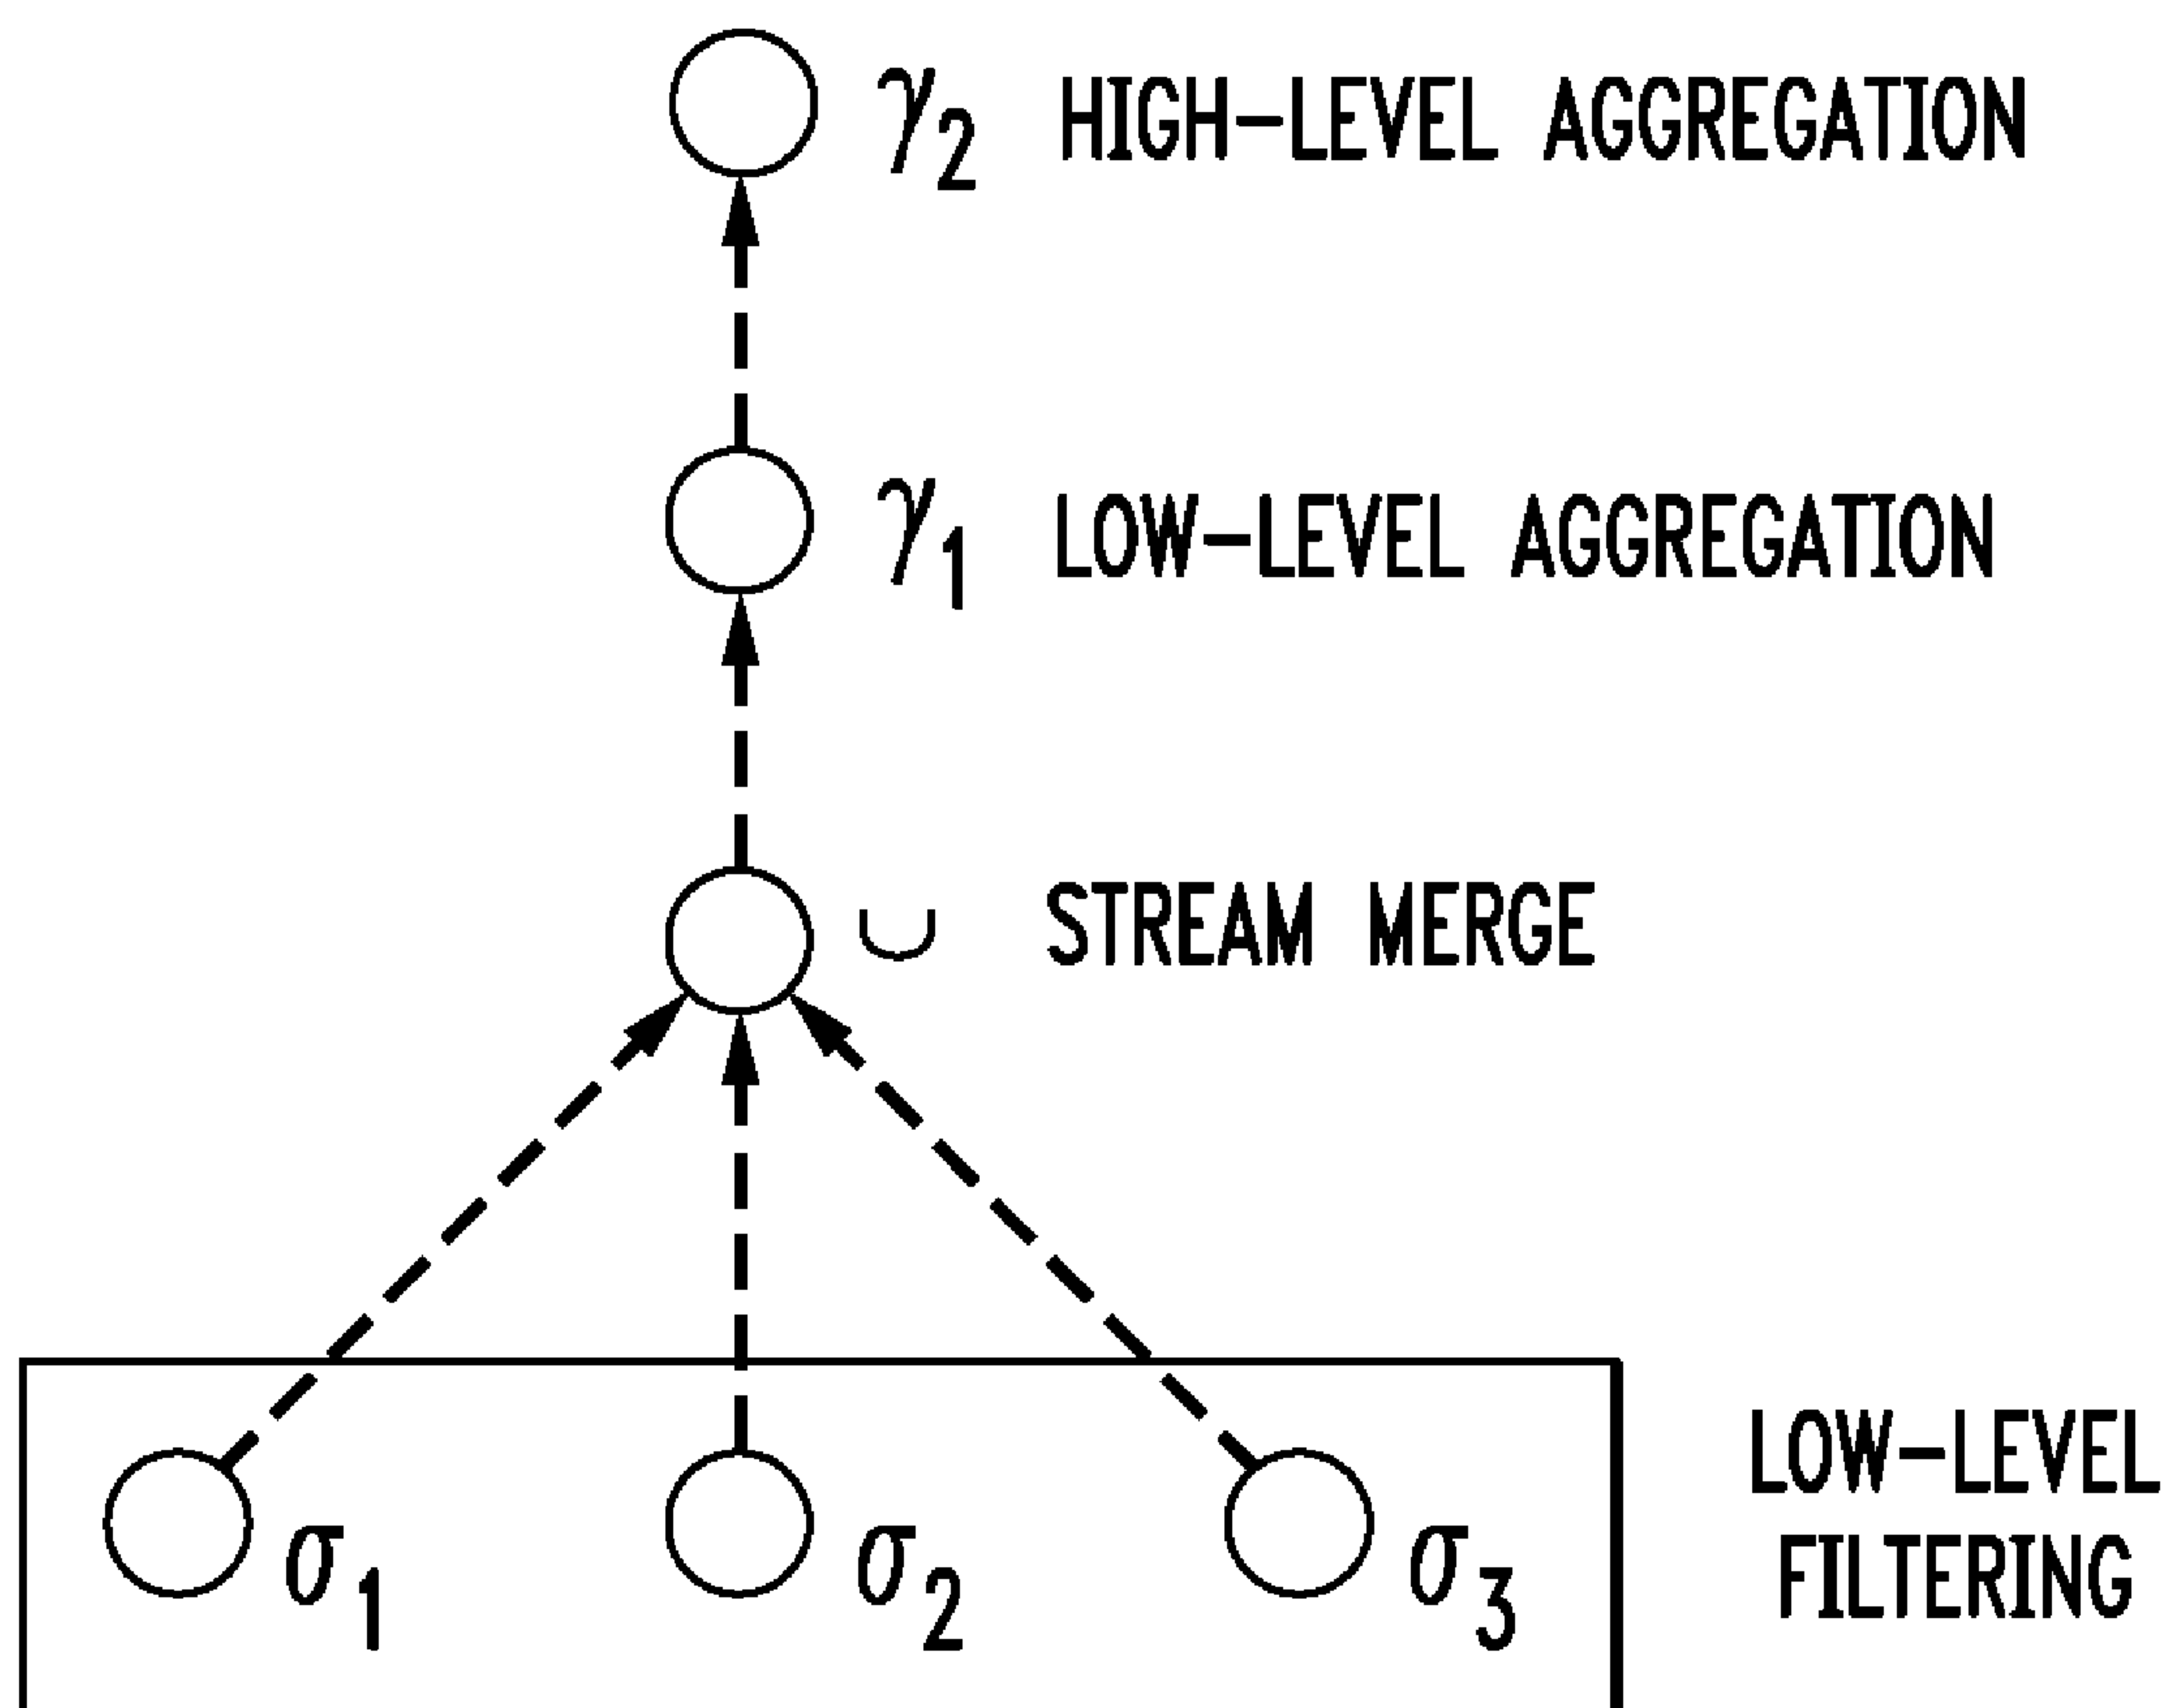 γ2 HIGH-LEVEL AGGREGATION
γ1 LOW-LEVEL AGGREGATION
∪ STREAM MERGE
LOW-LEVEL
FILTERING
σ1 σ2 σ3